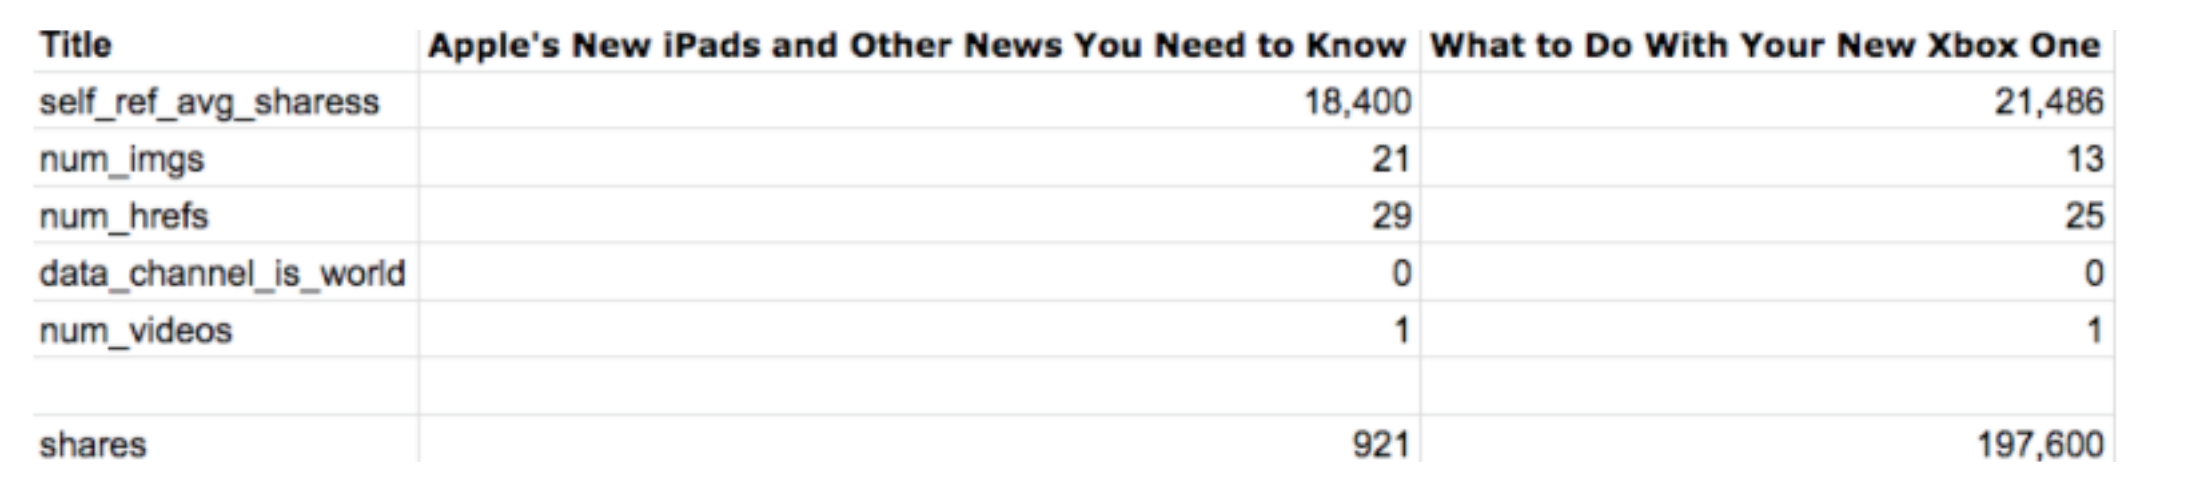 Title Apple's New iPads and Other News You Need to Know What to Do With Your New Xbox One
self_ref_avg_sharess 18,400 21,486
num_imgs 21 13
num_hrefs 29 25
data_channel_is_world 0 0
num_videos 1 1
shares 921 197,600